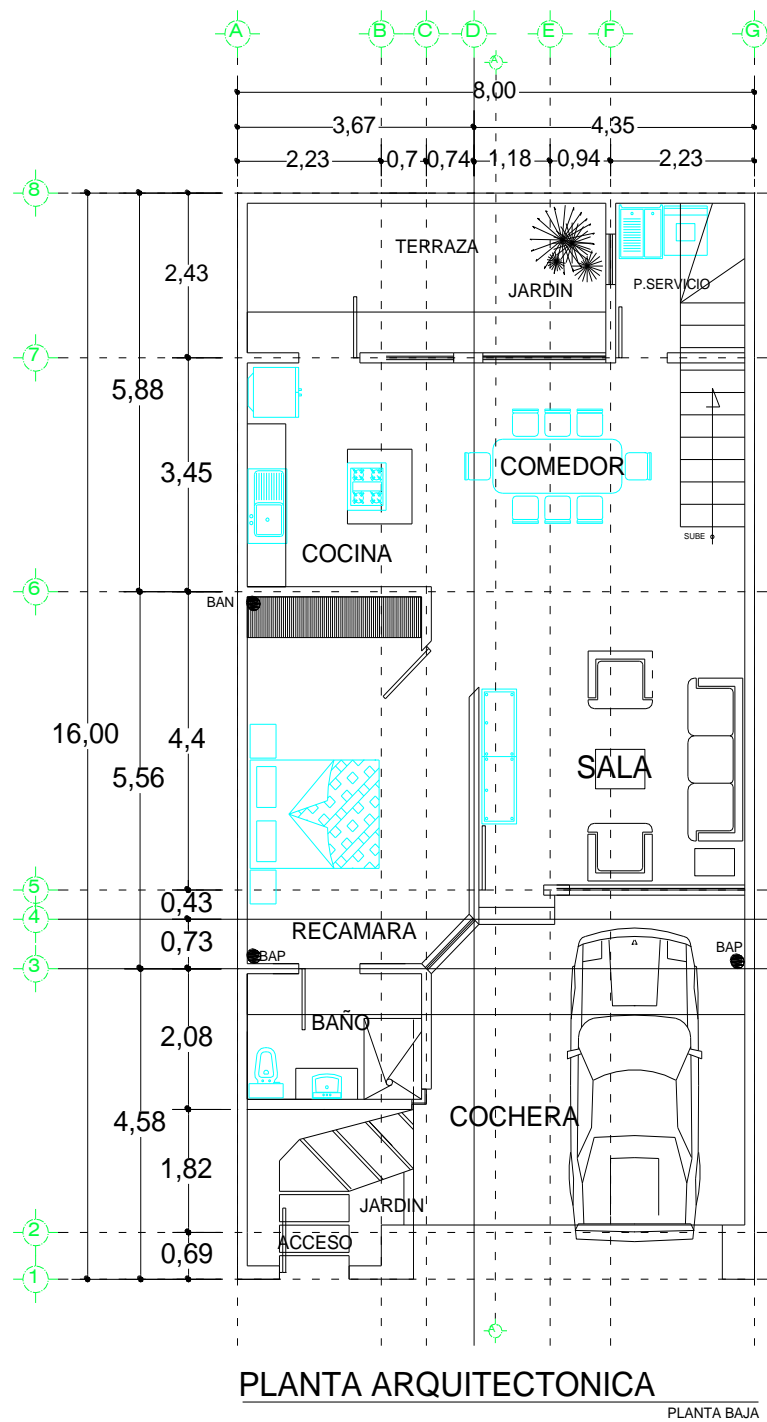 A B C D E F G
A
8,00
3,67 4,35
2,23 0,7 0,74 1,18 0,94 2,23
8
TERRAZA
2,43
P.SERVICIO
JARDIN
7
5,88
COMEDOR
3,45
SUBE
COCINA
6
BAN
16,00 4,4
SALA
5,56
5
0,43
4
RECAMARA
0,73
BAP BAP
3
BAÑO
2,08
COCHERA
4,58
1,82
JARDIN
2
ACCESO
0,69
1
A
PLANTA ARQUITECTONICA
PLANTA BAJA